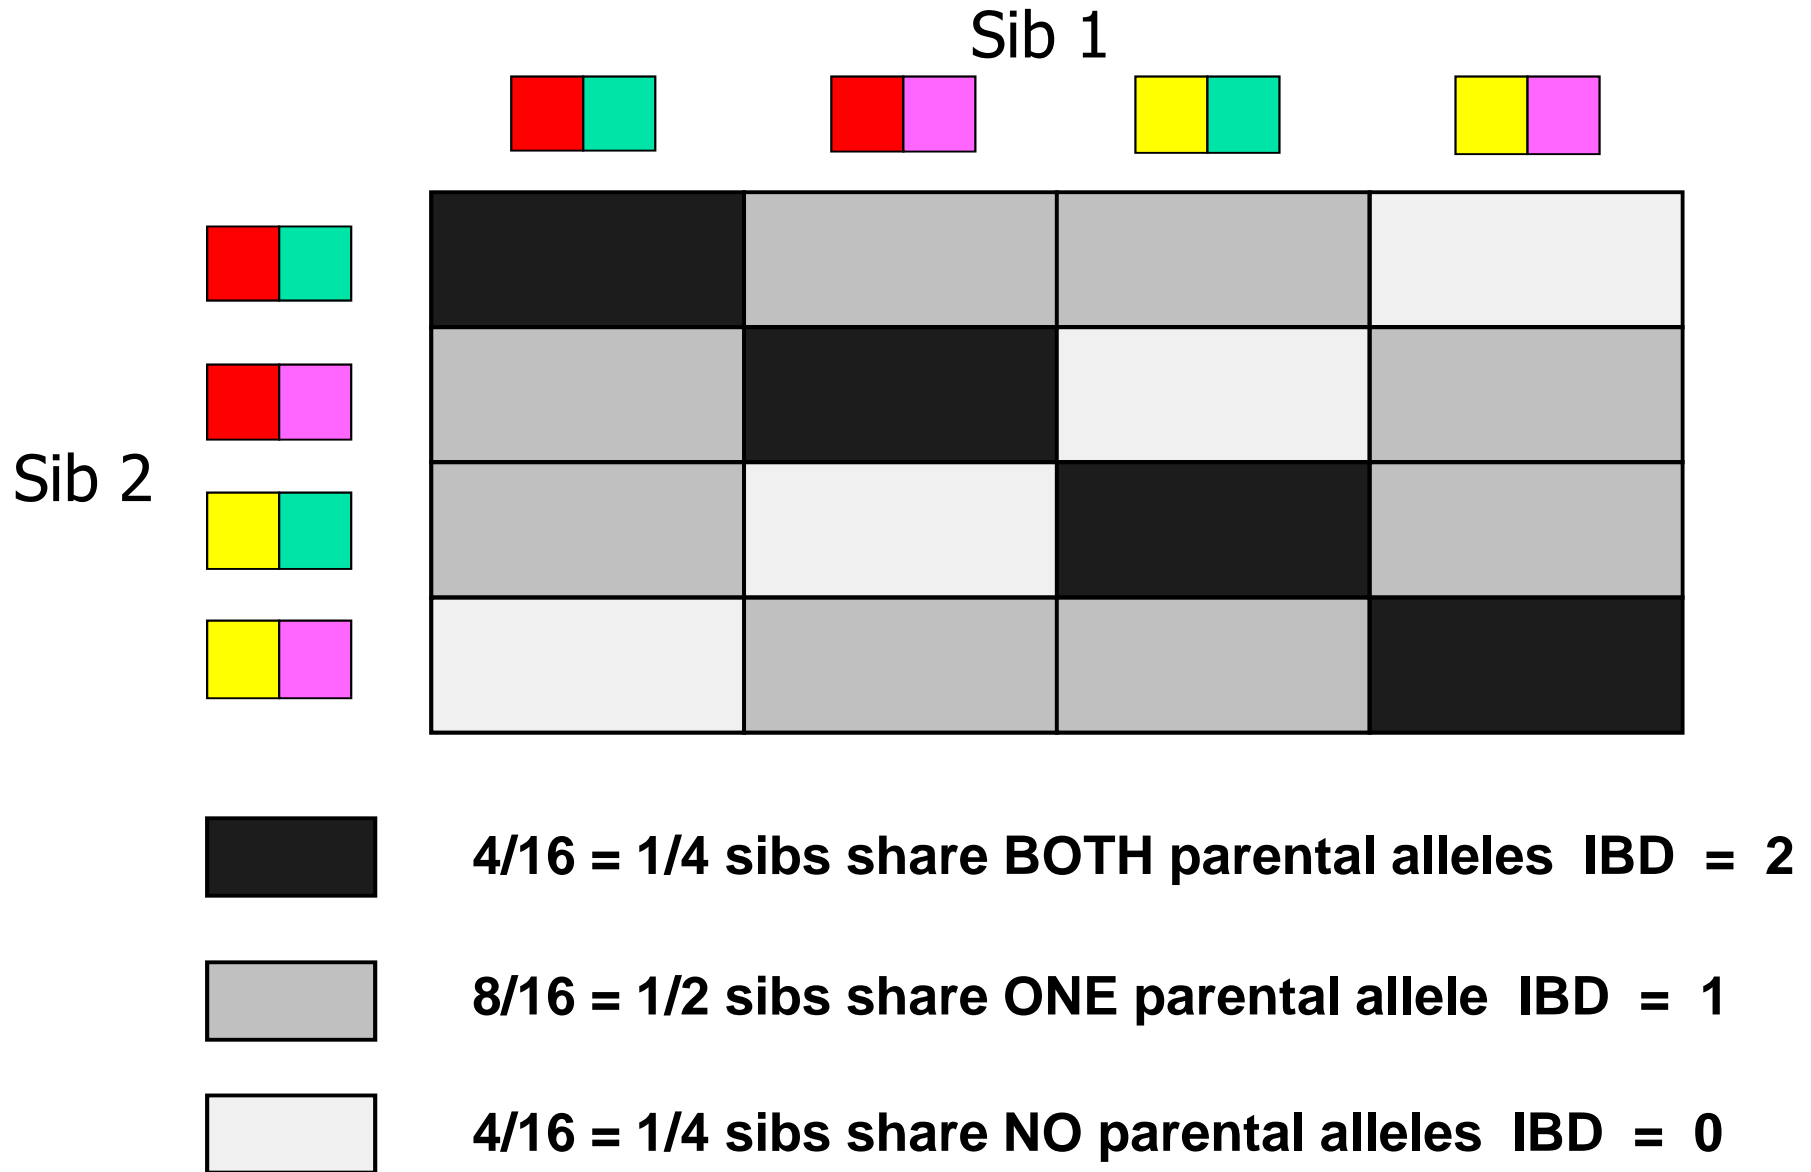 Sib 1
Sib 2
4/16 = 1/4 sibs share BOTH parental alleles IBD = 2
8/16 = 1/2 sibs share ONE parental allele IBD = 1
4/16 = 1/4 sibs share NO parental alleles IBD = 0